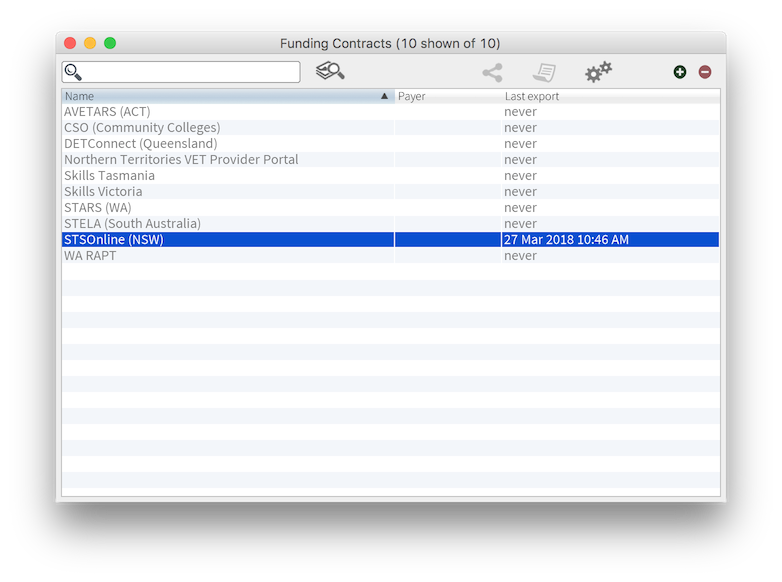 Funding Contracts (10 shown of 10)
Name Payer Last export
AVETARS (ACT) never
CSO (Community Colleges) never
DETConnect (Queensland) never
Northern Territories VET Provider Portal never
Skills Tasmania never
Skills Victoria never
STARS (WA) never
STELA (South Australia) never
STSOnline (NSW) 27 Mar 2018 10:46 AM
WA RAPT never